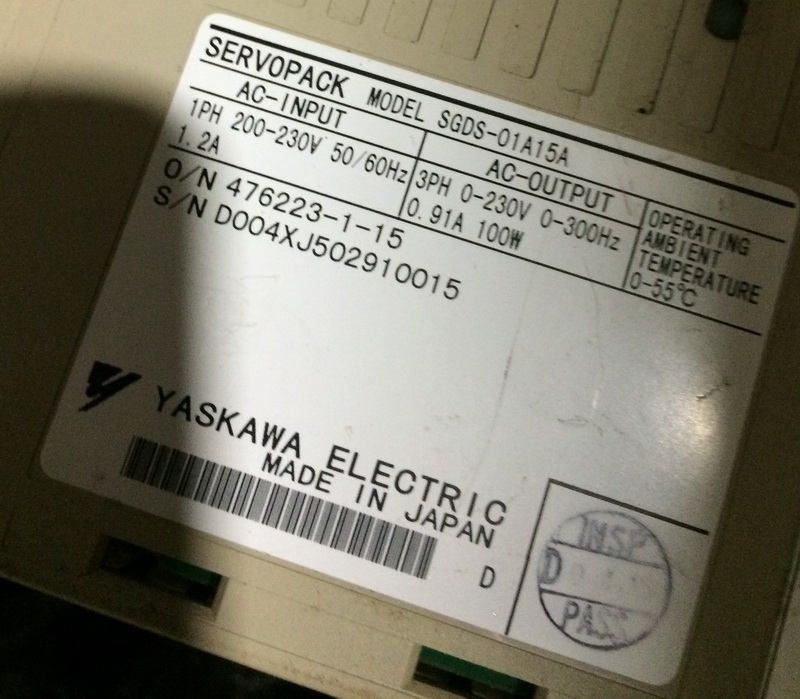 SERVOPACK MODEL SGDS-01A15A
AC-INPUT
1PH 200-230V 50/60Hz
1.2A
AC-OUTPUT
3PH 0-230V 0-300Hz
0.91A 100W
OPERATING
AMBIENT
TEMPERATURE
0-55℃
O/N 476223-1-15
S/N D004XJ502910015
YASKAWA ELECTRIC
MADE IN JAPAN
D
INSP
D
PASS